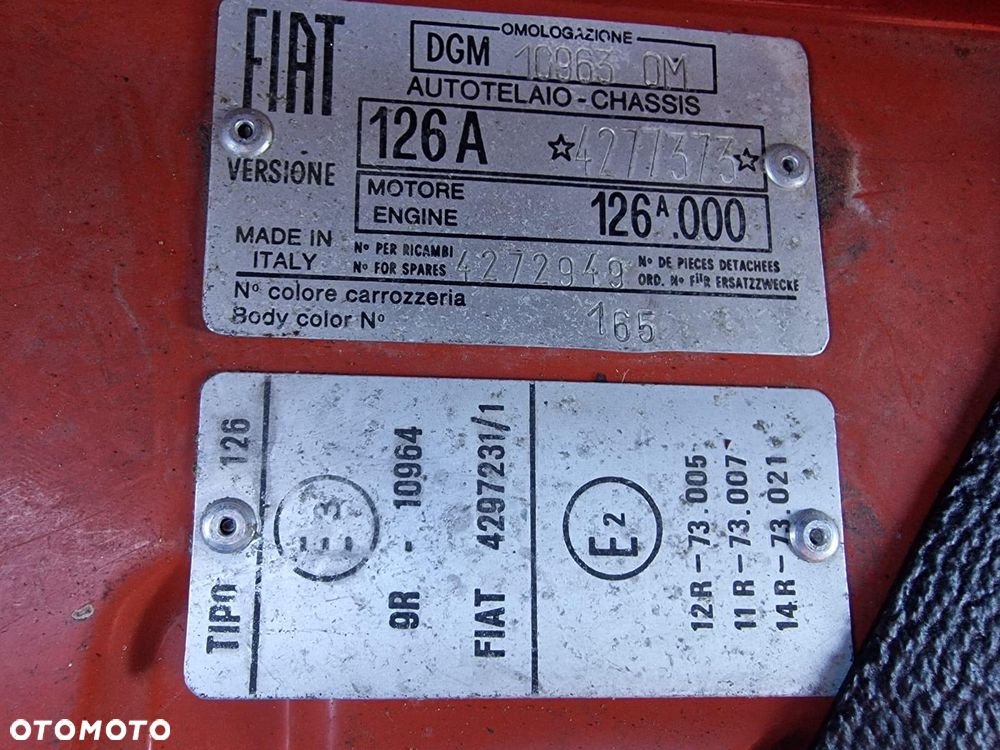 FIAT
OMOLOGAZIONE
DGM 10963 OM
AUTOTELAIO-CHASSIS
126 A ☆4277373☆
VERSIONE
MOTORE
ENGINE 126A.000
MADE IN
ITALY
No PER RICAMBI
No FOR SPARES 4272949
No DE PIECES DETACHEES
ORD. No FÜR ERSATZZWECKE
No colore carrozzeria
Body color No 165
TIPO 126
E3
9R - 10964
FIAT 4297231/1
E2
12R-73.005
11R-73.007
14R-73.021
OTOMOTO